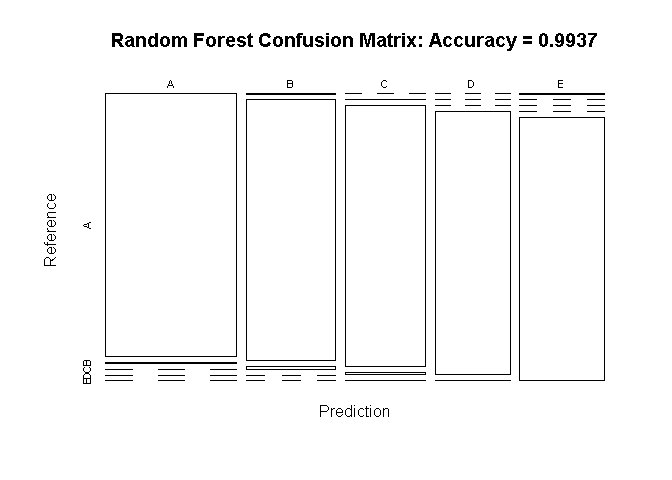 Random Forest Confusion Matrix: Accuracy = 0.9937
A B C D E
Reference
A
EDCB
Prediction